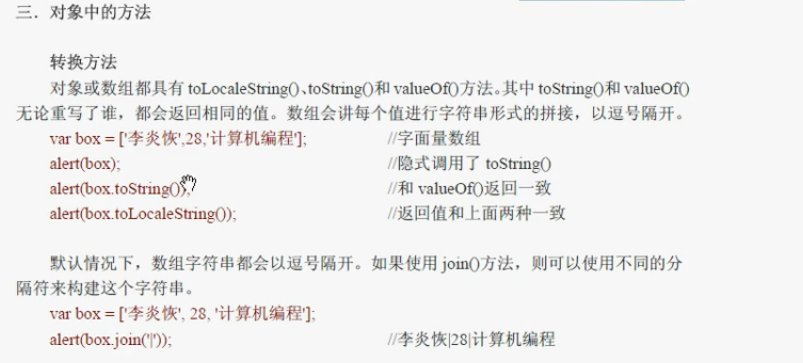 三．对象中的方法
转换方法
对象或数组都具有 toLocaleString()、toString()和 valueOf()方法。其中 toString()和 valueOf()
无论重写了谁，都会返回相同的值。数组会讲每个值进行字符串形式的拼接，以逗号隔开。
var box = ['李炎恢',28,'计算机编程']; //字面量数组
alert(box); //隐式调用了 toString()
alert(box.toString()); //和 valueOf()返回一致
alert(box.toLocaleString()); //返回值和上面两种一致
默认情况下，数组字符串都会以逗号隔开。如果使用 join()方法，则可以使用不同的分
隔符来构建这个字符串。
var box = ['李炎恢', 28, '计算机编程'];
alert(box.join('|')); //李炎恢|28|计算机编程